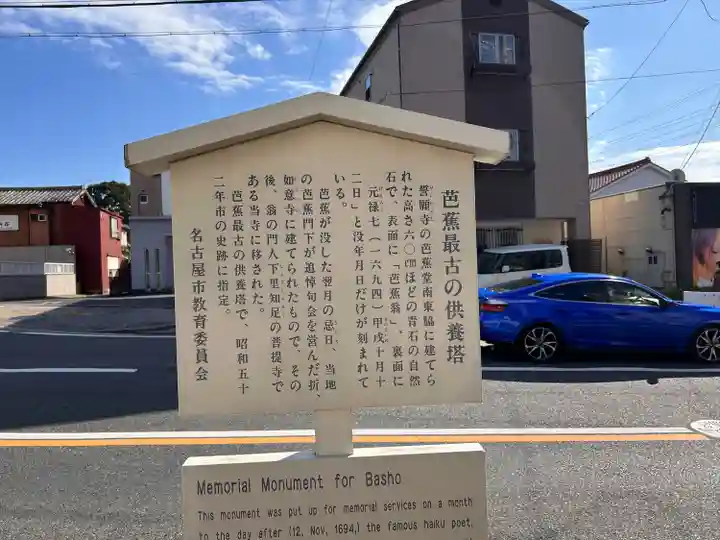 芭蕉最古の供養塔
誓願寺の芭蕉堂南東脇に建てら
れた高さ六〇㎝ほどの青石の自然
石で、表面に「芭蕉翁」、裏面に
元禄七（一六九四）甲戌十月十
二日」と没年月日だけが刻まれて
いる。
芭蕉が没した翌月の忌日、当地
の芭蕉門下が追悼句会を営んだ折、
如意寺に建てられたもので、その
後、翁の門人下里知足の菩提寺で
ある当寺に移された。
芭蕉最古の供養塔で、昭和五十
二年市の史跡に指定。
名古屋市教育委員会
Memorial Monument for Basho
This monument was put up for memorial services on a month
to the day after (12, Nov, 1694,) the famous haiku poet,